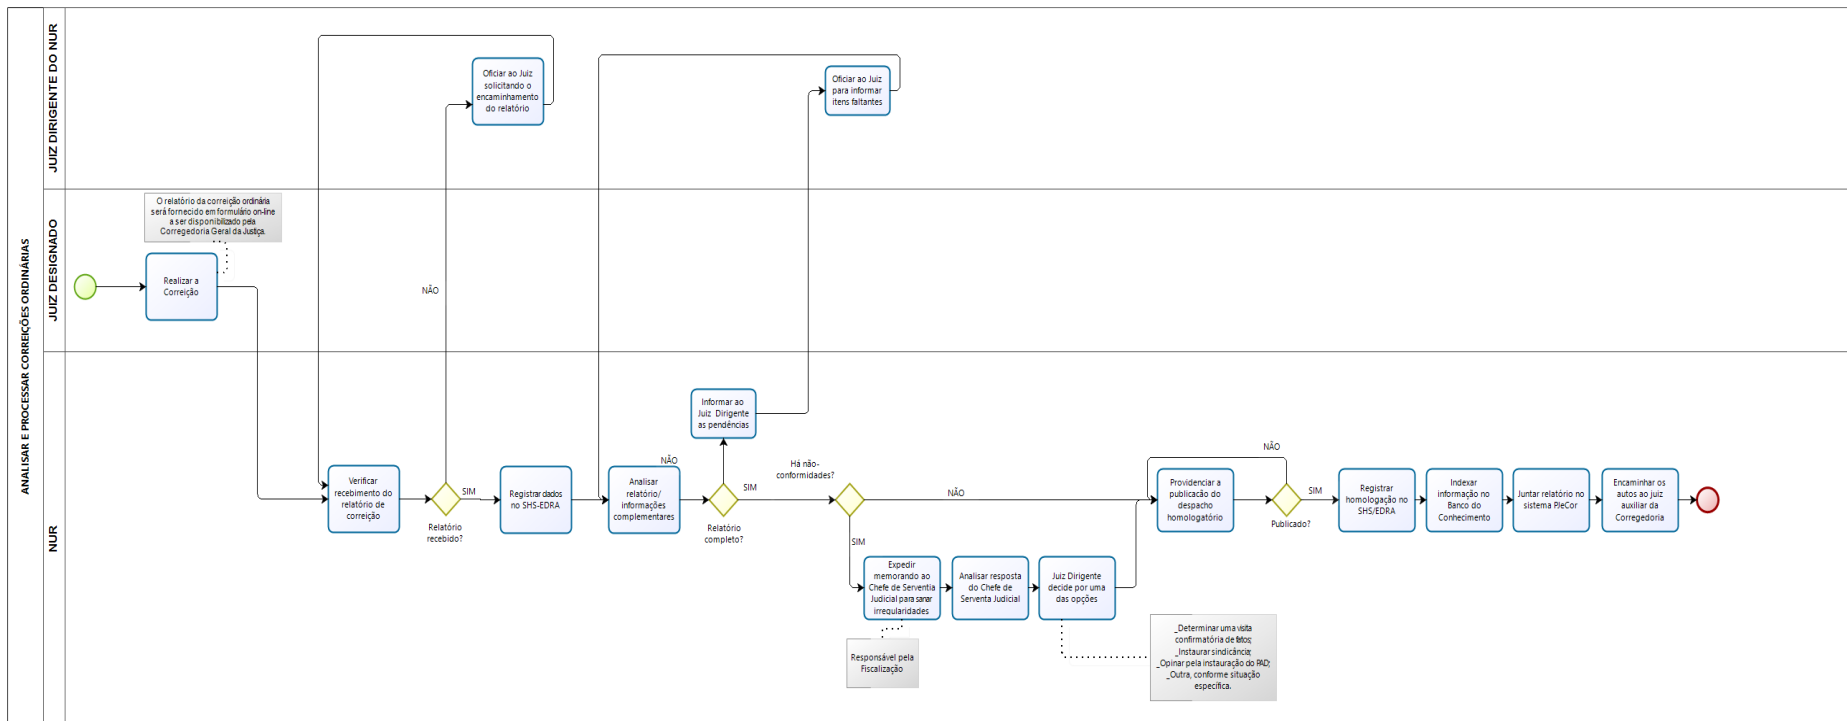 ANALISAR E PROCESSAR CORREIÇÕES ORDINÁRIAS
JUIZ DIRIGENTE DO NUR
Oficiar ao Juiz
solicitando o
encaminhamento
do relatório
Oficiar ao Juiz
para informar
itens faltantes
JUIZ DESIGNADO
O relatório da correição ordinária
será fornecido em formulário on-line
a ser disponibilizado pela
Corregedoria Geral da Justiça.
Realizar a
Correição
NÃO
NUR
Verificar
recebimento do
relatório de
correição
Relatório
recebido?
SIM
Registrar dados
no SHS-EDRA
Analisar
relatório/
informações
complementares
NÃO
Informar ao
Juiz Dirigente
as pendências
Relatório
completo?
SIM
Há não-
conformidades?
NÃO
SIM
Expedir
memorando ao
Chefe de Serventia
Judicial para sanar
irregularidades
Responsável pela
Fiscalização
Analisar resposta
do Chefe de
Serventa Judicial
Juiz Dirigente
decide por uma
das opções
_Determinar uma visita
confirmatória de fatos;
_Instaurar sindicância;
_Opinar pela instauração do PAD;
_Outra, conforme situação
específica.
Providenciar a
publicação do
despacho
homologatório
NÃO
Publicado?
SIM
Registrar
homologação no
SHS/EDRA
Indexar
informação no
Banco do
Conhecimento
Juntar relatório no
sistema PJeCor
Encaminhar os
autos ao juiz
auxiliar da
Corregedoria